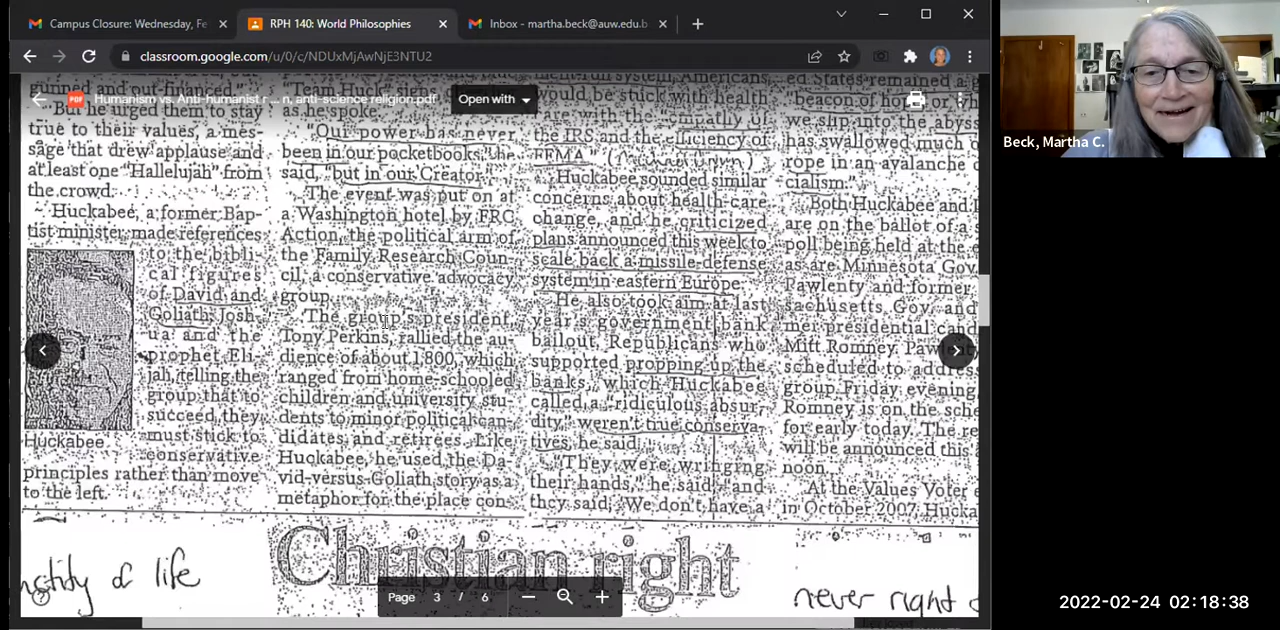 Campus Closure: Wednesday, Fe
RPH 140: World Philosophies
Inbox - martha.beck@auw.edu.b
classroom.google.com/u/0/c/NDUxMjAwNjE3NTU2
Humanism vs. Anti-humanist r ... n, anti-science religion.pdf
Open with
But he urged them to stay
true to their values, a mes-
sage that drew applause and
at least one "Hallelujah" from
the crowd.
Huckabee, a former Bap-
tist minister, made references
to the bibli-
cal figures
of David and
Goliath, Josh-
ua and the
prophet Eli-
jah, telling the
group that to
succeed, they
must stick to
conservative
Huckabee
principles rather than move
to the left.
as he spoke.
"Our power has never
been in our pocketbooks," he
said, "but in our Creator."
The event was put on at
a Washington hotel by FRC
Action, the political arm of
the Family Research Coun-
cil, a conservative advocacy
group.
The group's president,
Tony Perkins, rallied the au-
dience of about 1,800, which
ranged from home-schooled
children and university stu-
dents to minor political can-
didates and retirees. Like
Huckabee, he used the Da-
vid-versus-Goliath story as a
metaphor for the place con-
system, Americans
would be stuck with health
care with the "empathy of
the IRS and the efficiency of
FEMA."
Huckabee sounded similar
concerns about health-care
change, and he criticized
plans announced this week to
scale back a missile-defense
system in eastern Europe.
He also took aim at last
year's government bank
bailout. Republicans who
supported propping up the
banks, which Huckabee
called a "ridiculous absur-
dity," weren't true conserva-
tives, he said.
"They were wringing
their hands," he said, "and
they said, 'We don't have a
ed States remained a
"beacon of hope or
we slip into the abyss
has swallowed much o
rope in an avalanche o
cialism."
Both Huckabee and
are on the ballot of a s
poll being held at the e
as are Minnesota Gov.
Pawlenty and former
sachusetts Gov. and
mer presidential cand
Mitt Romney. Pawlent
scheduled to address
group Friday evening
Romney is on the sche
for early today. The re
will be announced this a
noon.
At the Values Voter e
in October 2007, Hucka
of life
Christian right
never right
Page 3 / 6
Beck, Martha C.
2022-02-24 02:18:38